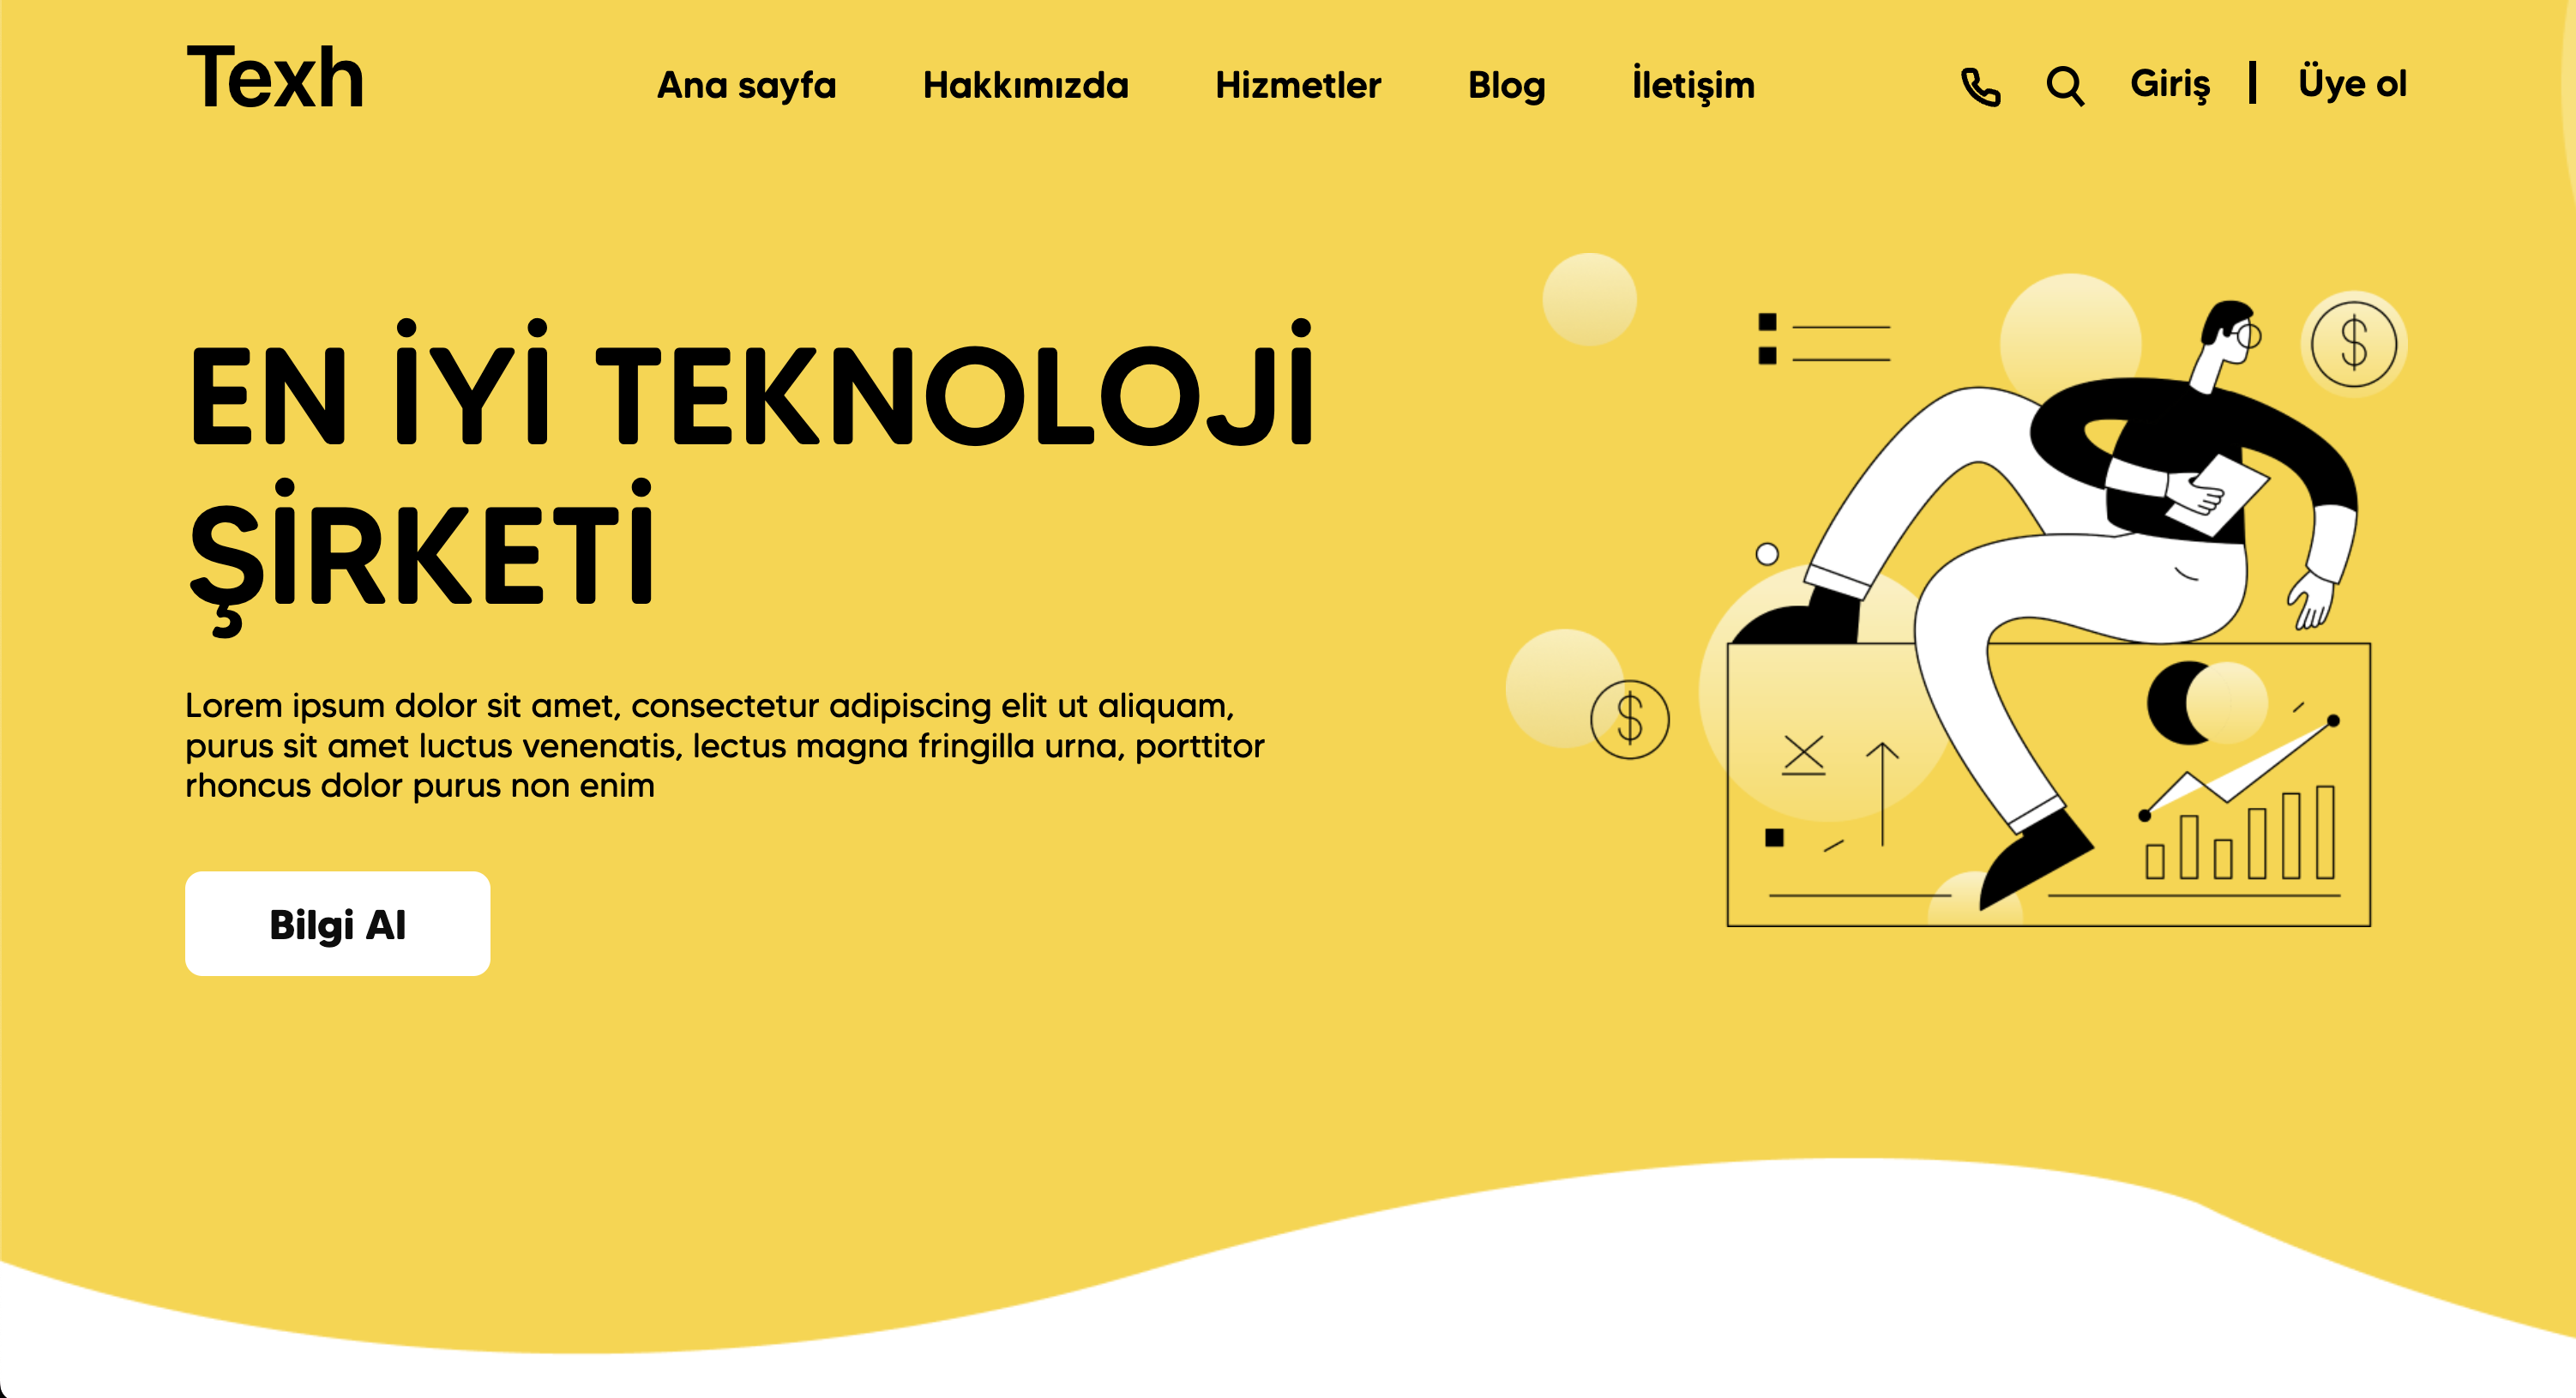 Texh
Ana sayfa Hakkımızda Hizmetler Blog İletişim Giriş | Üye ol
EN İYİ TEKNOLOJİ
ŞİRKETİ
Lorem ipsum dolor sit amet, consectetur adipiscing elit ut aliquam,
purus sit amet luctus venenatis, lectus magna fringilla urna, porttitor
rhoncus dolor purus non enim
Bilgi Al
$
$